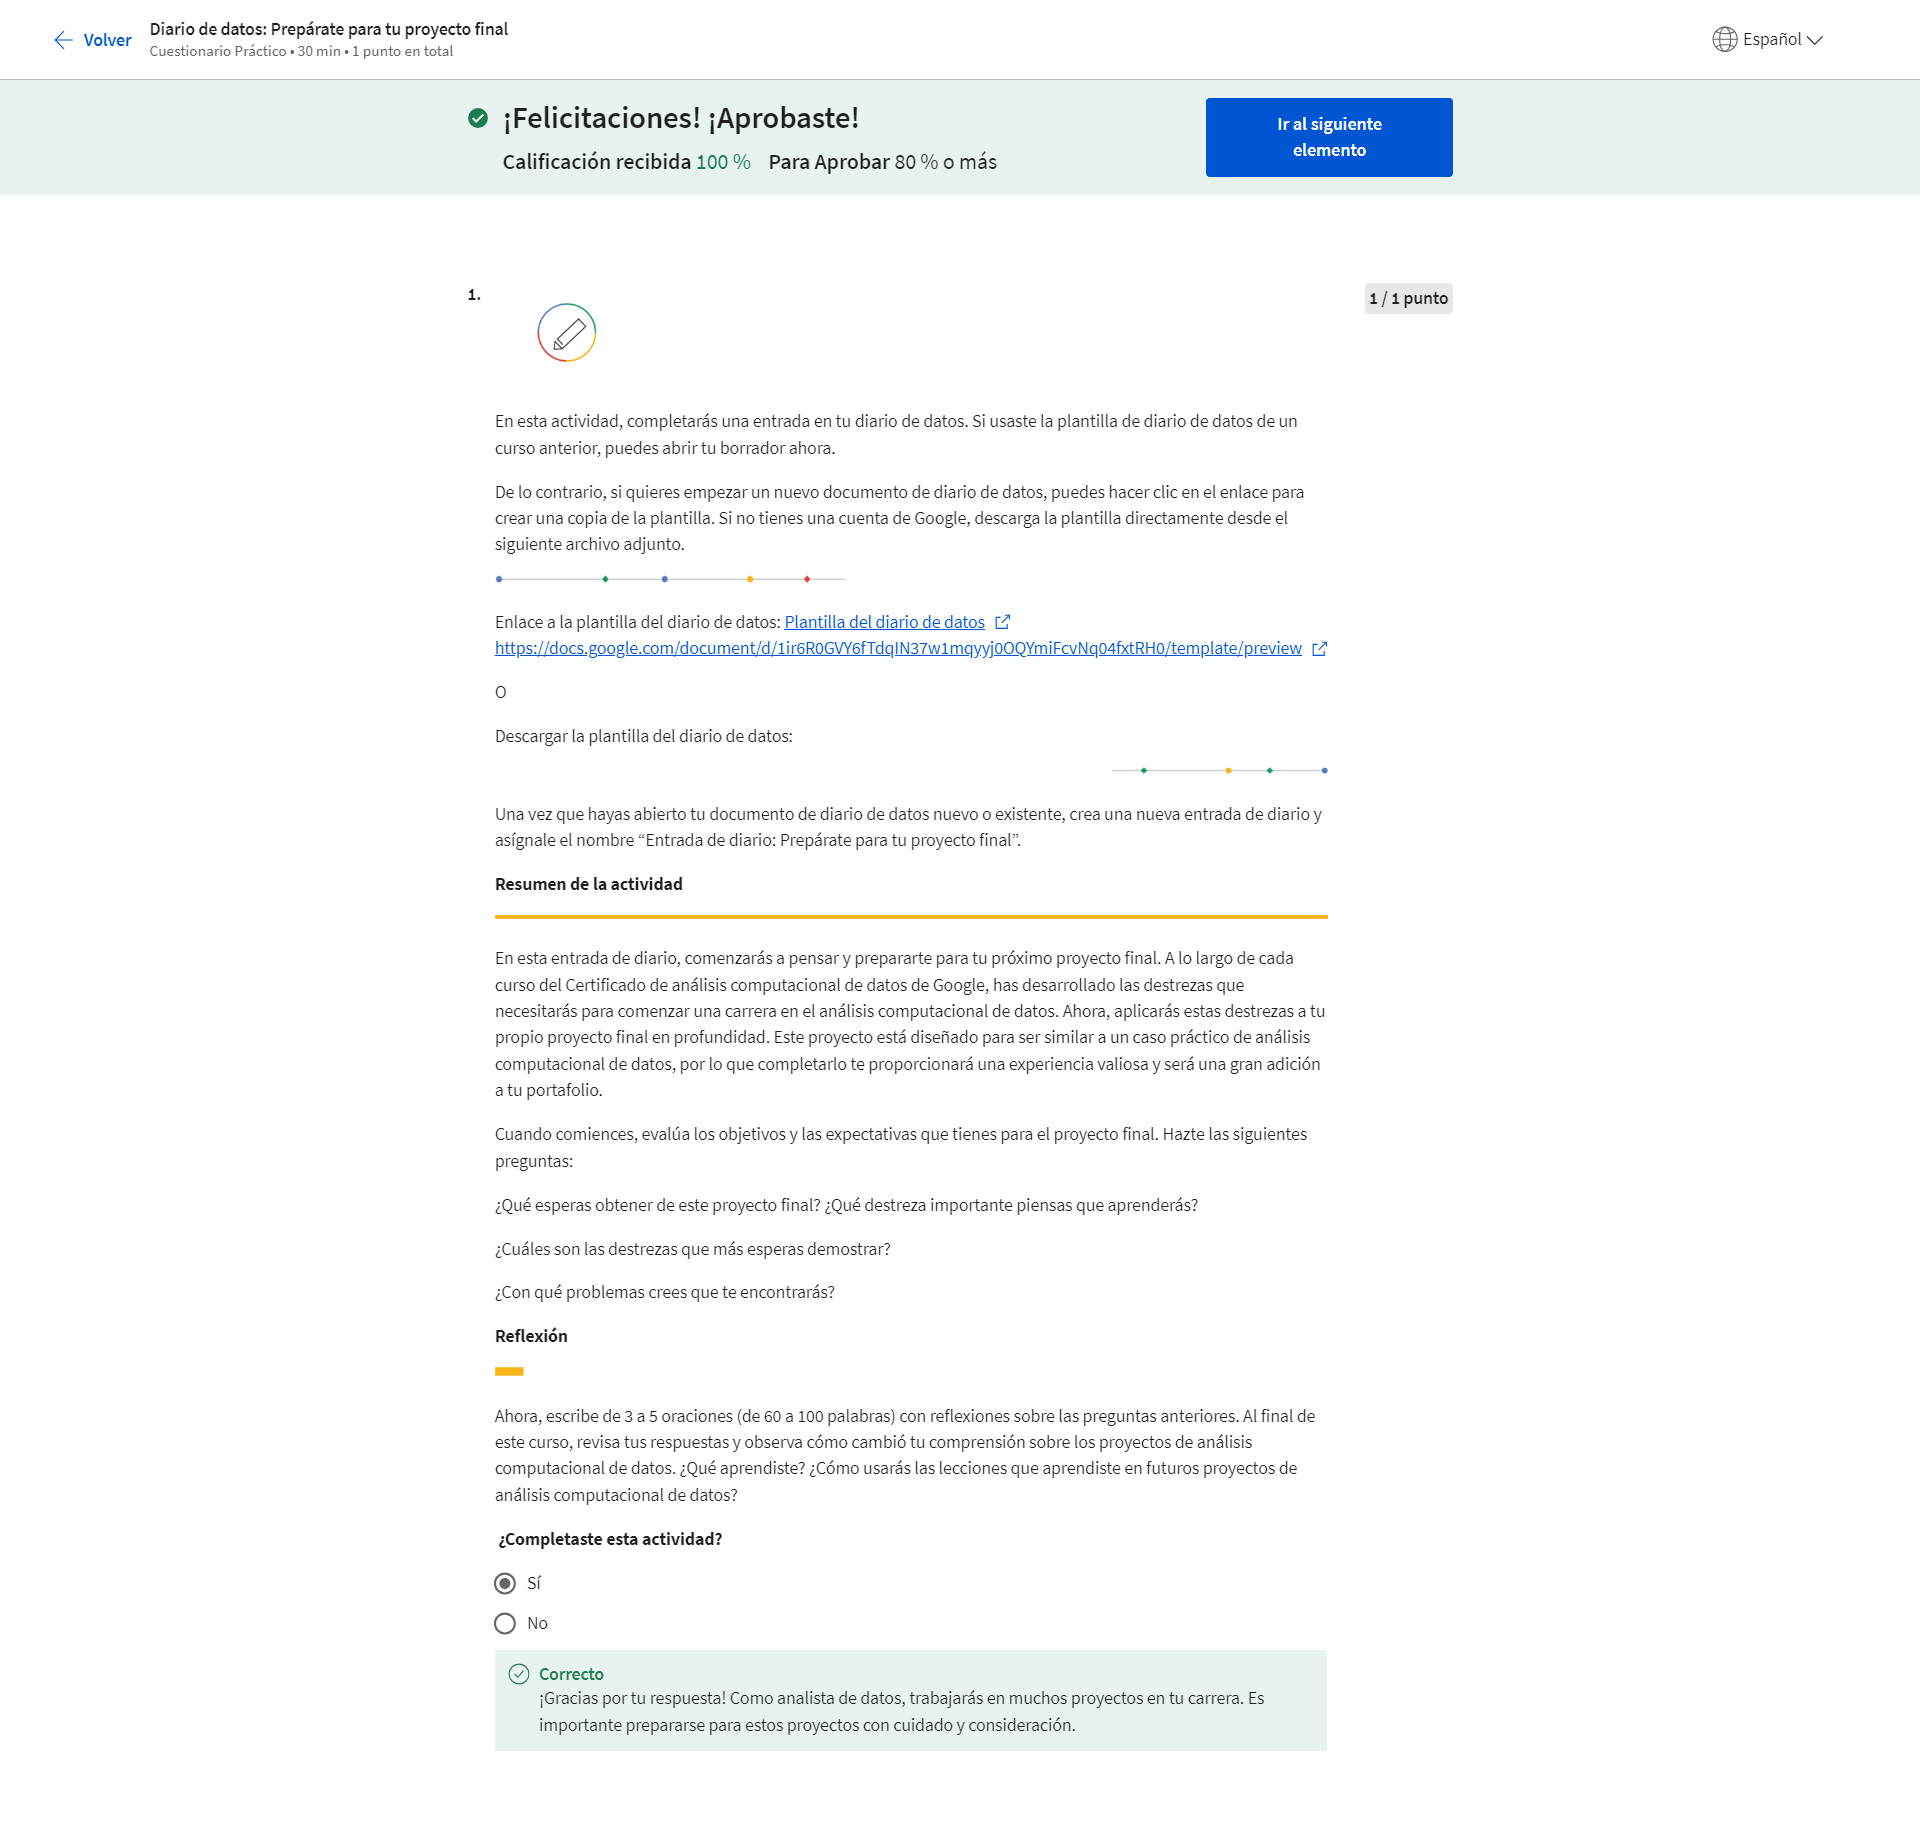 Volver
Diario de datos: Prepárate para tu proyecto final
Cuestionario Práctico • 30 min • 1 punto en total
Español
¡Felicitaciones! ¡Aprobaste!
Calificación recibida 100 % Para Aprobar 80 % o más
Ir al siguiente
elemento
1.
1 / 1 punto
En esta actividad, completarás una entrada en tu diario de datos. Si usaste la plantilla de diario de datos de un
curso anterior, puedes abrir tu borrador ahora.
De lo contrario, si quieres empezar un nuevo documento de diario de datos, puedes hacer clic en el enlace para
crear una copia de la plantilla. Si no tienes una cuenta de Google, descarga la plantilla directamente desde el
siguiente archivo adjunto.
Enlace a la plantilla del diario de datos: Plantilla del diario de datos
https://docs.google.com/document/d/1ir6R0GVY6fTdqIN37w1mqyyj0OQYmiFcvNq04fxtRH0/template/preview
O
Descargar la plantilla del diario de datos:
Una vez que hayas abierto tu documento de diario de datos nuevo o existente, crea una nueva entrada de diario y
asígnale el nombre “Entrada de diario: Prepárate para tu proyecto final”.
Resumen de la actividad
En esta entrada de diario, comenzarás a pensar y prepararte para tu próximo proyecto final. A lo largo de cada
curso del Certificado de análisis computacional de datos de Google, has desarrollado las destrezas que
necesitarás para comenzar una carrera en el análisis computacional de datos. Ahora, aplicarás estas destrezas a tu
propio proyecto final en profundidad. Este proyecto está diseñado para ser similar a un caso práctico de análisis
computacional de datos, por lo que completarlo te proporcionará una experiencia valiosa y será una gran adición
a tu portafolio.
Cuando comiences, evalúa los objetivos y las expectativas que tienes para el proyecto final. Hazte las siguientes
preguntas:
¿Qué esperas obtener de este proyecto final? ¿Qué destreza importante piensas que aprenderás?
¿Cuáles son las destrezas que más esperas demostrar?
¿Con qué problemas crees que te encontrarás?
Reflexión
Ahora, escribe de 3 a 5 oraciones (de 60 a 100 palabras) con reflexiones sobre las preguntas anteriores. Al final de
este curso, revisa tus respuestas y observa cómo cambió tu comprensión sobre los proyectos de análisis
computacional de datos. ¿Qué aprendiste? ¿Cómo usarás las lecciones que aprendiste en futuros proyectos de
análisis computacional de datos?
¿Completaste esta actividad?
Sí
No
Correcto
¡Gracias por tu respuesta! Como analista de datos, trabajarás en muchos proyectos en tu carrera. Es
importante prepararse para estos proyectos con cuidado y consideración.